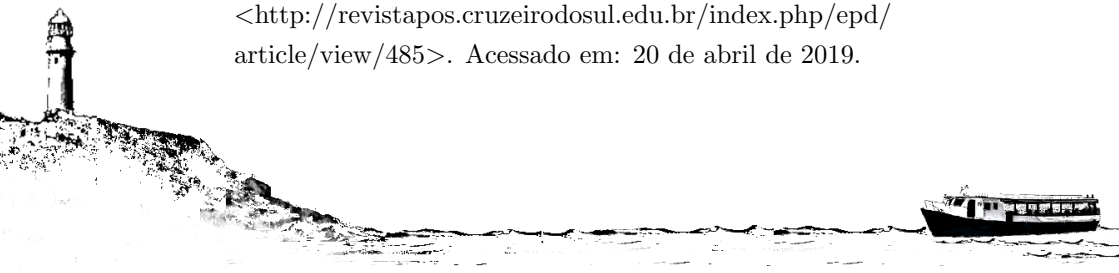 <http://revistapos.cruzeirodosul.edu.br/index.php/epd/
article/view/485>. Acessado em: 20 de abril de 2019.